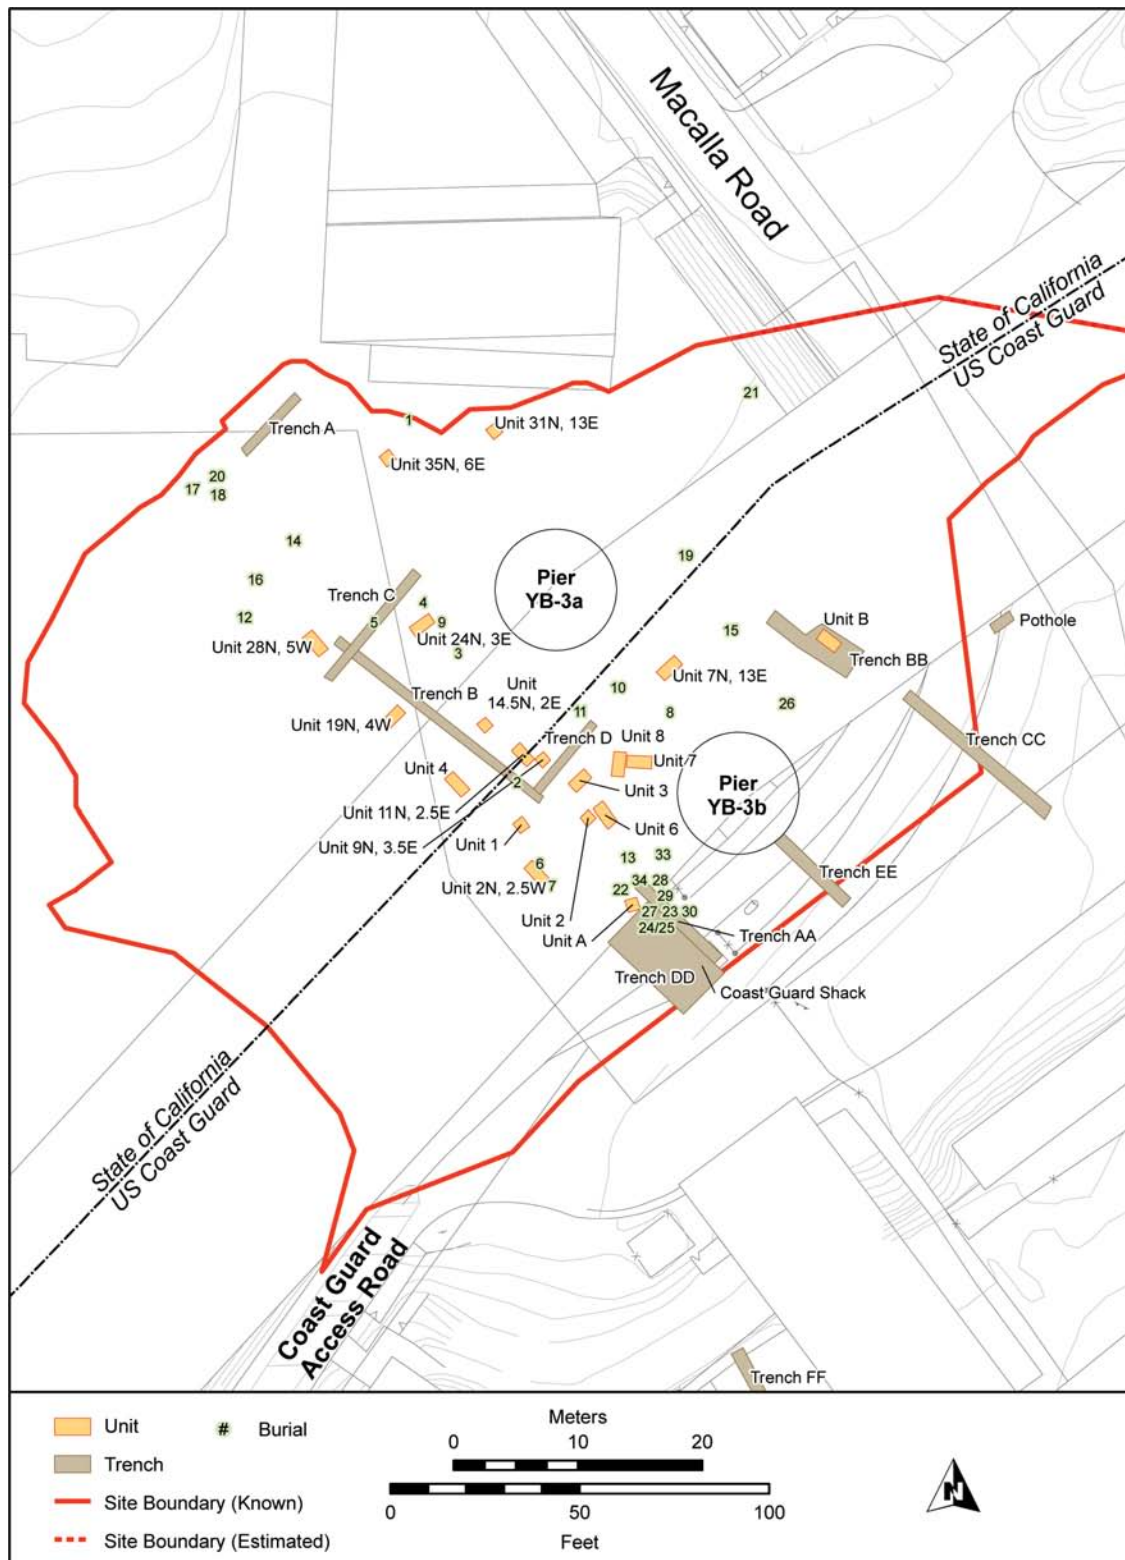 Macalla Road
State of California
US Coast Guard
21
1
Unit 31N, 13E
Trench A
Unit 35N, 6E
20
17
18
14
19
Pier
YB-3a
16
Trench C
4
12
5
9
Unit 24N, 3E
15
Unit B
Pothole
Unit 28N, 5W
3
Trench BB
Unit 7N, 13E
Unit
14.5N, 2E
10
Trench B
11
8
26
Unit 19N, 4W
Trench D
Unit 8
Trench CC
Unit 4
Unit 7
2
Unit 3
Pier
YB-3b
Unit 11N, 2.5E
Unit 6
Unit 9N, 3.5E
Unit 1
13
33
6
Trench EE
Unit 2N, 2.5W
7
34
28
22
29
Unit 2
27
23
30
24/25
Trench AA
Unit A
Trench DD
Coast Guard Shack
State of California
US Coast Guard
Coast Guard
Access Road
Trench FF
Unit
# Burial
Trench
Site Boundary (Known)
Site Boundary (Estimated)
Meters
0 10 20
0 50 100
Feet
N